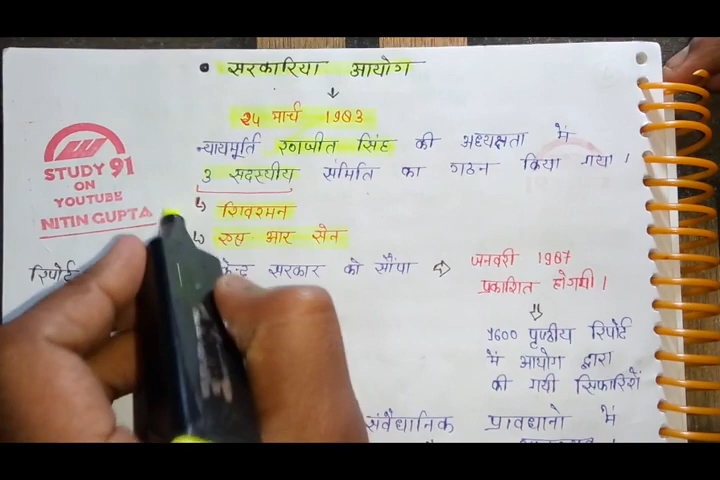 सरकारिया आयोग
24 मार्च 1983
न्यायमूर्ति रणजीत सिंह की अध्यक्षता में
3 सदस्यीय समिति का गठन किया गया।
शिवरमन
एस आर सेन
रिपोर्ट केन्द्र सरकार को सौंपा ⇨ जनवरी 1987
प्रकाशित होगयी।
1600 पृष्ठीय रिपोर्ट
में आयोग द्वारा
की गयी सिफारिशें
संवैधानिक प्रावधानो में
STUDY 91
ON
YOUTUBE
NITIN GUPTA